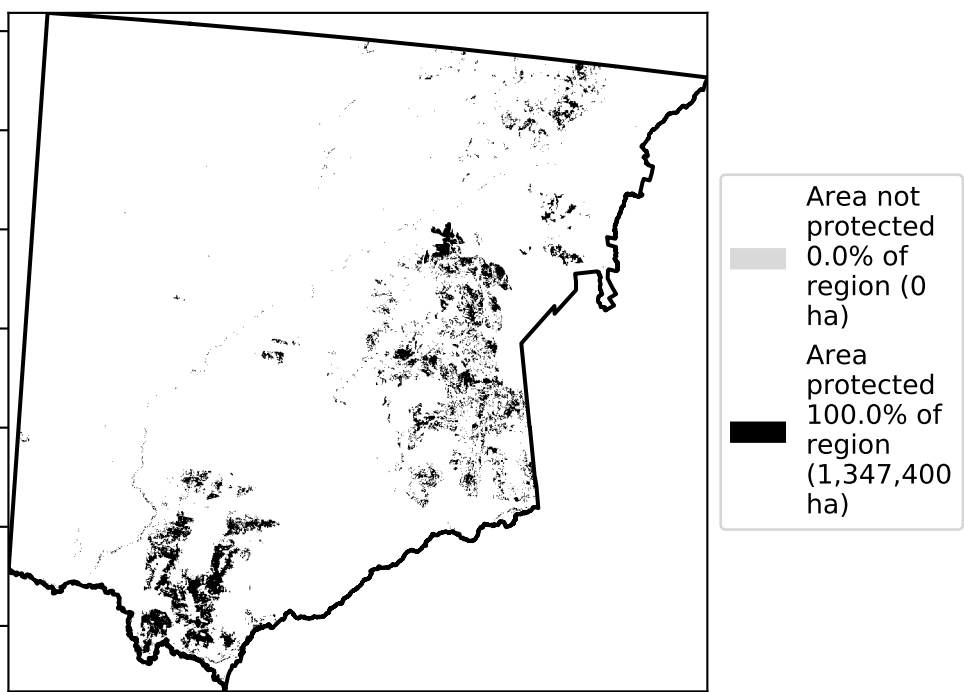 Area not
protected
0.0% of
region (0
ha)
Area
protected
100.0% of
region
(1,347,400
ha)